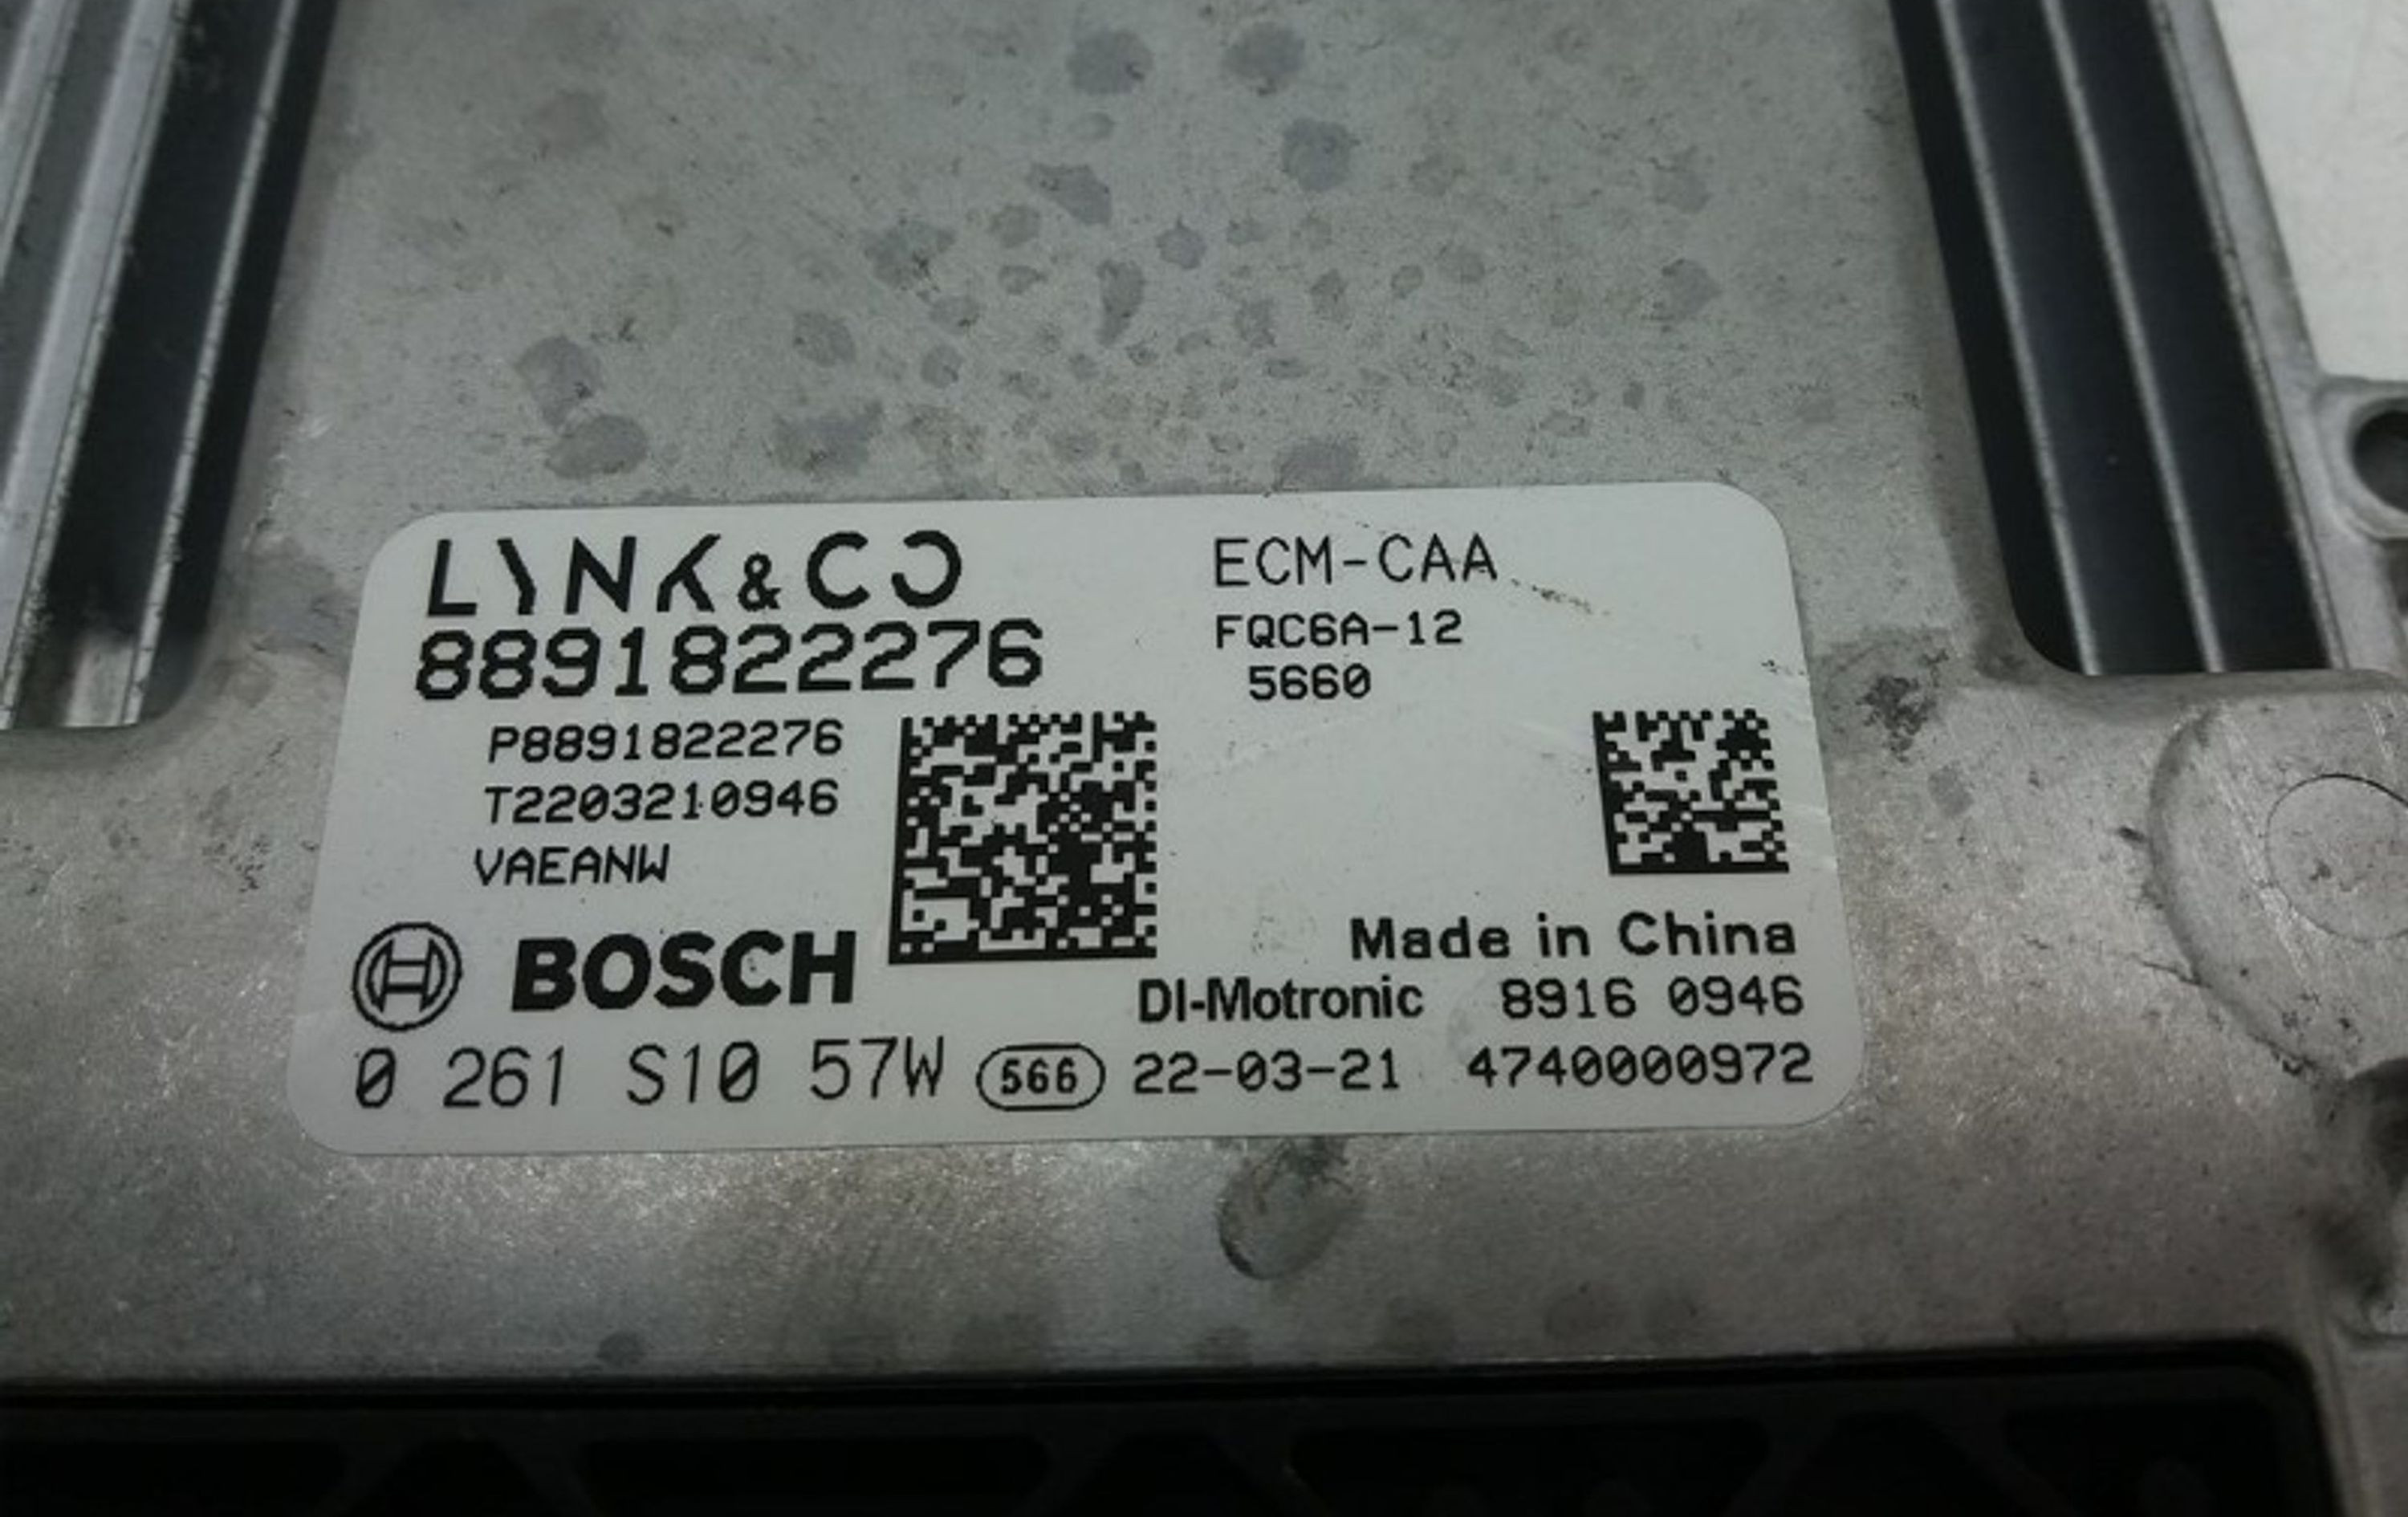 LYNK&CO
ECM-CAA
8891822276
FQC6A-12
5660
P8891822276
T2203210946
VAEANW
BOSCH
Made in China
DI-Motronic 8916 0946
0 261 S10 57W 566 22-03-21 4740000972